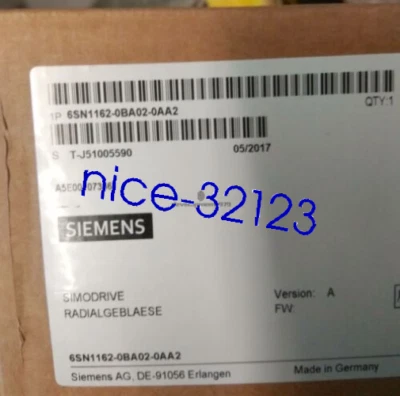 1P 6SN1162-0BA02-0AA2
QTY:1
S T-J51005590 05/2017
nice-32123
SIEMENS
SIMODRIVE
RADIALGEBLAESE
Version: A
FW:
6SN1162-0BA02-0AA2
Siemens AG, DE-91056 Erlangen
Made in Germany